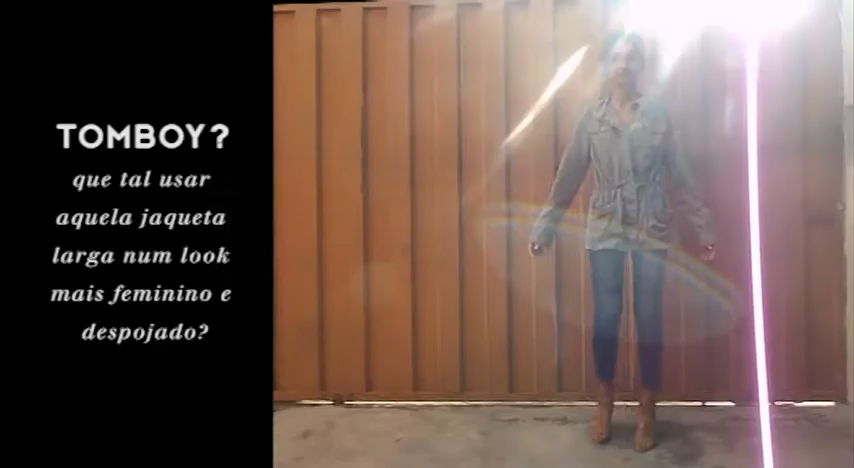 TOMBOY?
que tal usar
aquela jaqueta
larga num look
mais feminino e
despojado?